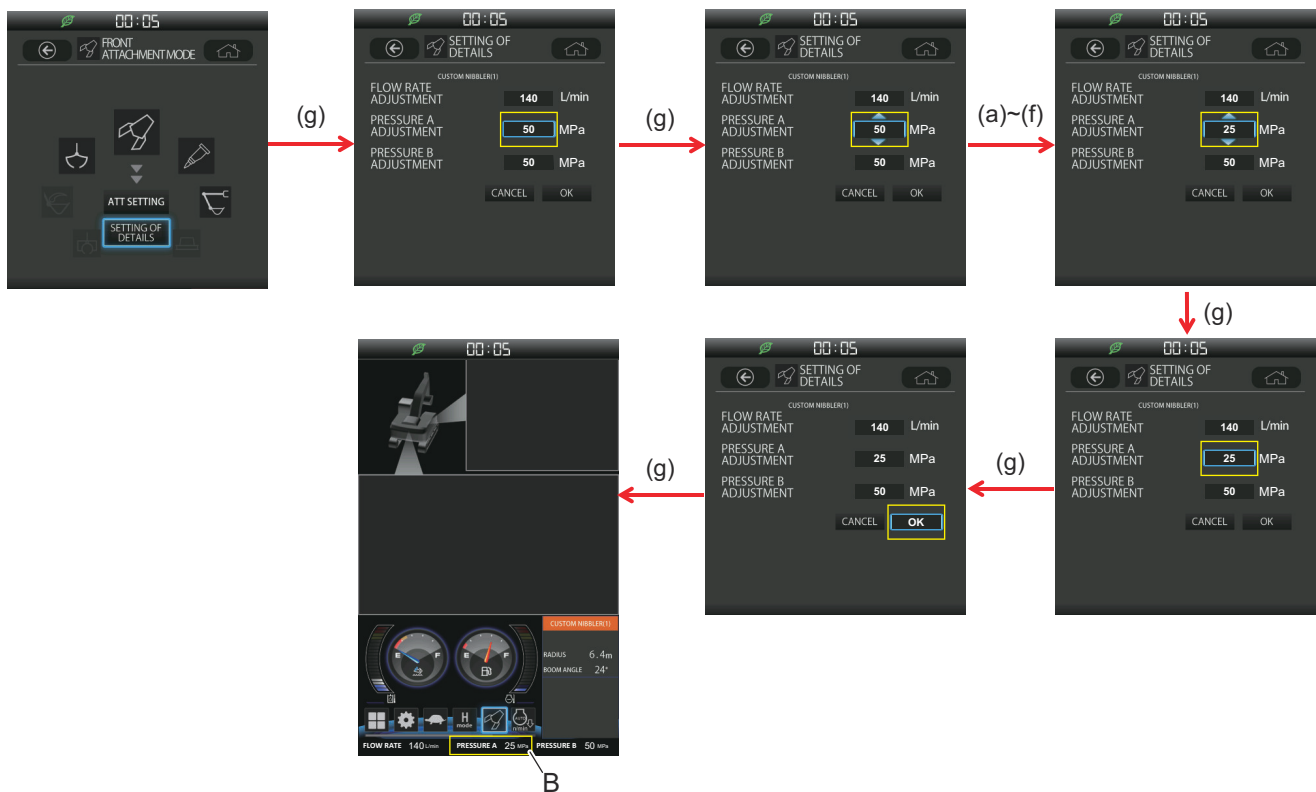 00:05
FRONT
ATTACHMENT MODE
ATT SETTING
SETTING OF
DETAILS
(g)
00:05
SETTING OF
DETAILS
CUSTOM NIBBLER(1)
FLOW RATE
ADJUSTMENT 140 L/min
PRESSURE A
ADJUSTMENT 50 MPa
PRESSURE B
ADJUSTMENT 50 MPa
CANCEL OK
(g)
00:05
SETTING OF
DETAILS
CUSTOM NIBBLER(1)
FLOW RATE
ADJUSTMENT 140 L/min
PRESSURE A
ADJUSTMENT 50 MPa
PRESSURE B
ADJUSTMENT 50 MPa
CANCEL OK
(a)~(f)
00:05
SETTING OF
DETAILS
CUSTOM NIBBLER(1)
FLOW RATE
ADJUSTMENT 140 L/min
PRESSURE A
ADJUSTMENT 25 MPa
PRESSURE B
ADJUSTMENT 50 MPa
CANCEL OK
(g)
00:05
SETTING OF
DETAILS
CUSTOM NIBBLER(1)
FLOW RATE
ADJUSTMENT 140 L/min
PRESSURE A
ADJUSTMENT 25 MPa
PRESSURE B
ADJUSTMENT 50 MPa
CANCEL OK
(g)
00:05
SETTING OF
DETAILS
CUSTOM NIBBLER(1)
FLOW RATE
ADJUSTMENT 140 L/min
PRESSURE A
ADJUSTMENT 25 MPa
PRESSURE B
ADJUSTMENT 50 MPa
CANCEL OK
(g)
00:05
CUSTOM NIBBLER(1)
E F
E F
RADIUS 6.4m
BOOM ANGLE 24°
H
mode
AUTO
n/min
FLOW RATE 140 L/min PRESSURE A 25 MPa PRESSURE B 50 MPa
B